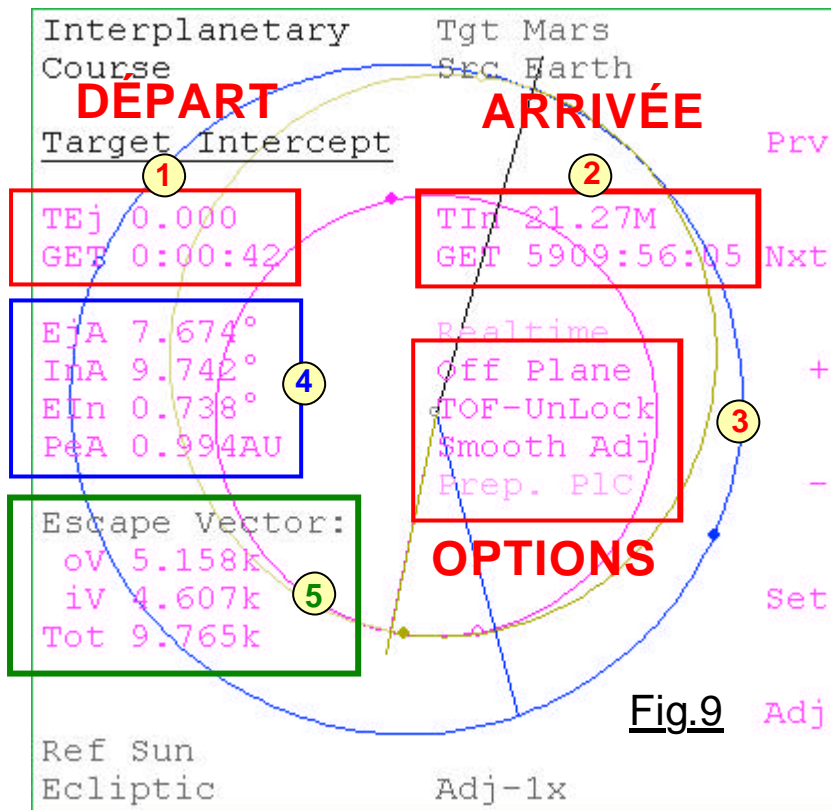 Interplanetary Tgt Mars
Course Src Earth
DÉPART ARRIVÉE
Target Intercept Prv
1 2
TEj 0.000 TIn 21.27M
GET 0:00:42 GET 5909:56:05 Nxt
EjA 7.674° Realtime
InA 9.742° Off Plane +
4
EIn 0.738° TOF-UnLock
3
PeA 0.994AU Smooth Adj
Prep. PlC -
Escape Vector:
OPTIONS
oV 5.158k
iV 4.607k Set
5
Tot 9.765k
Fig.9 Adj
Ref Sun
Ecliptic Adj-1x